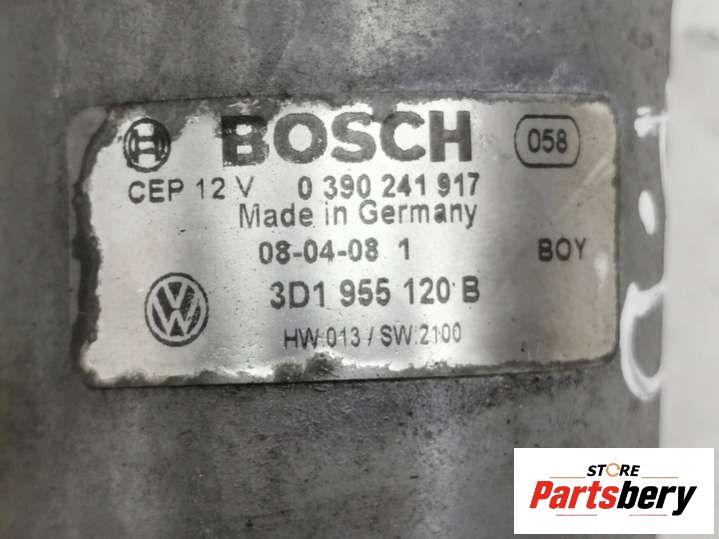 BOSCH 058
CEP 12 V 0 390 241 917
Made in Germany
08-04-08 1 BOY
3D1 955 120 B
HW:013 / SW:2100
STORE
Partsbery